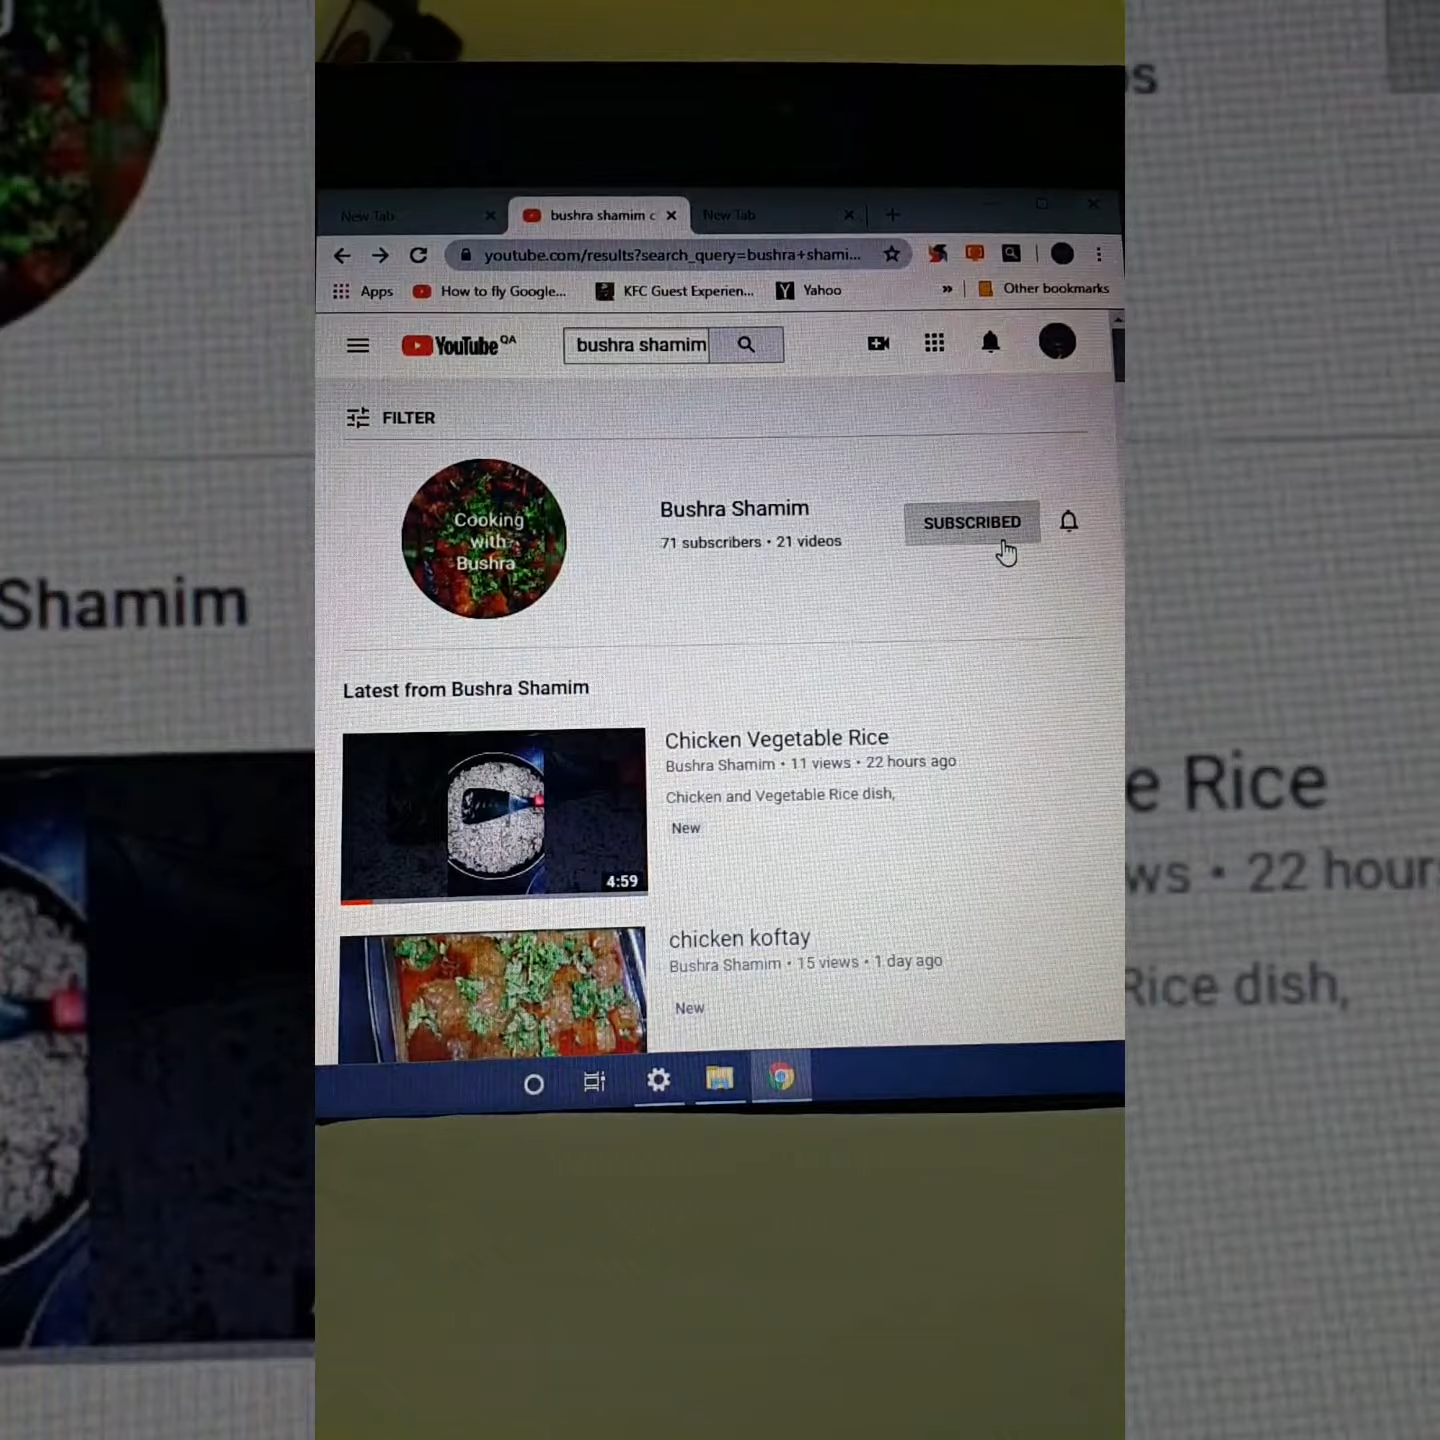 New Tab
bushra shamim c
New Tab
youtube.com/results?search_query=bushra+shami...
Apps
How to fly Google...
KFC Guest Experien...
Yahoo
Other bookmarks
YouTube QA
bushra shamim
FILTER
Cooking
with
Bushra
Bushra Shamim
71 subscribers • 21 videos
SUBSCRIBED
Latest from Bushra Shamim
Chicken Vegetable Rice
Bushra Shamim • 11 views • 22 hours ago
Chicken and Vegetable Rice dish,
New
4:59
chicken koftay
Bushra Shamim • 15 views • 1 day ago
New
Shamim
e Rice
ws • 22 hour
Rice dish,